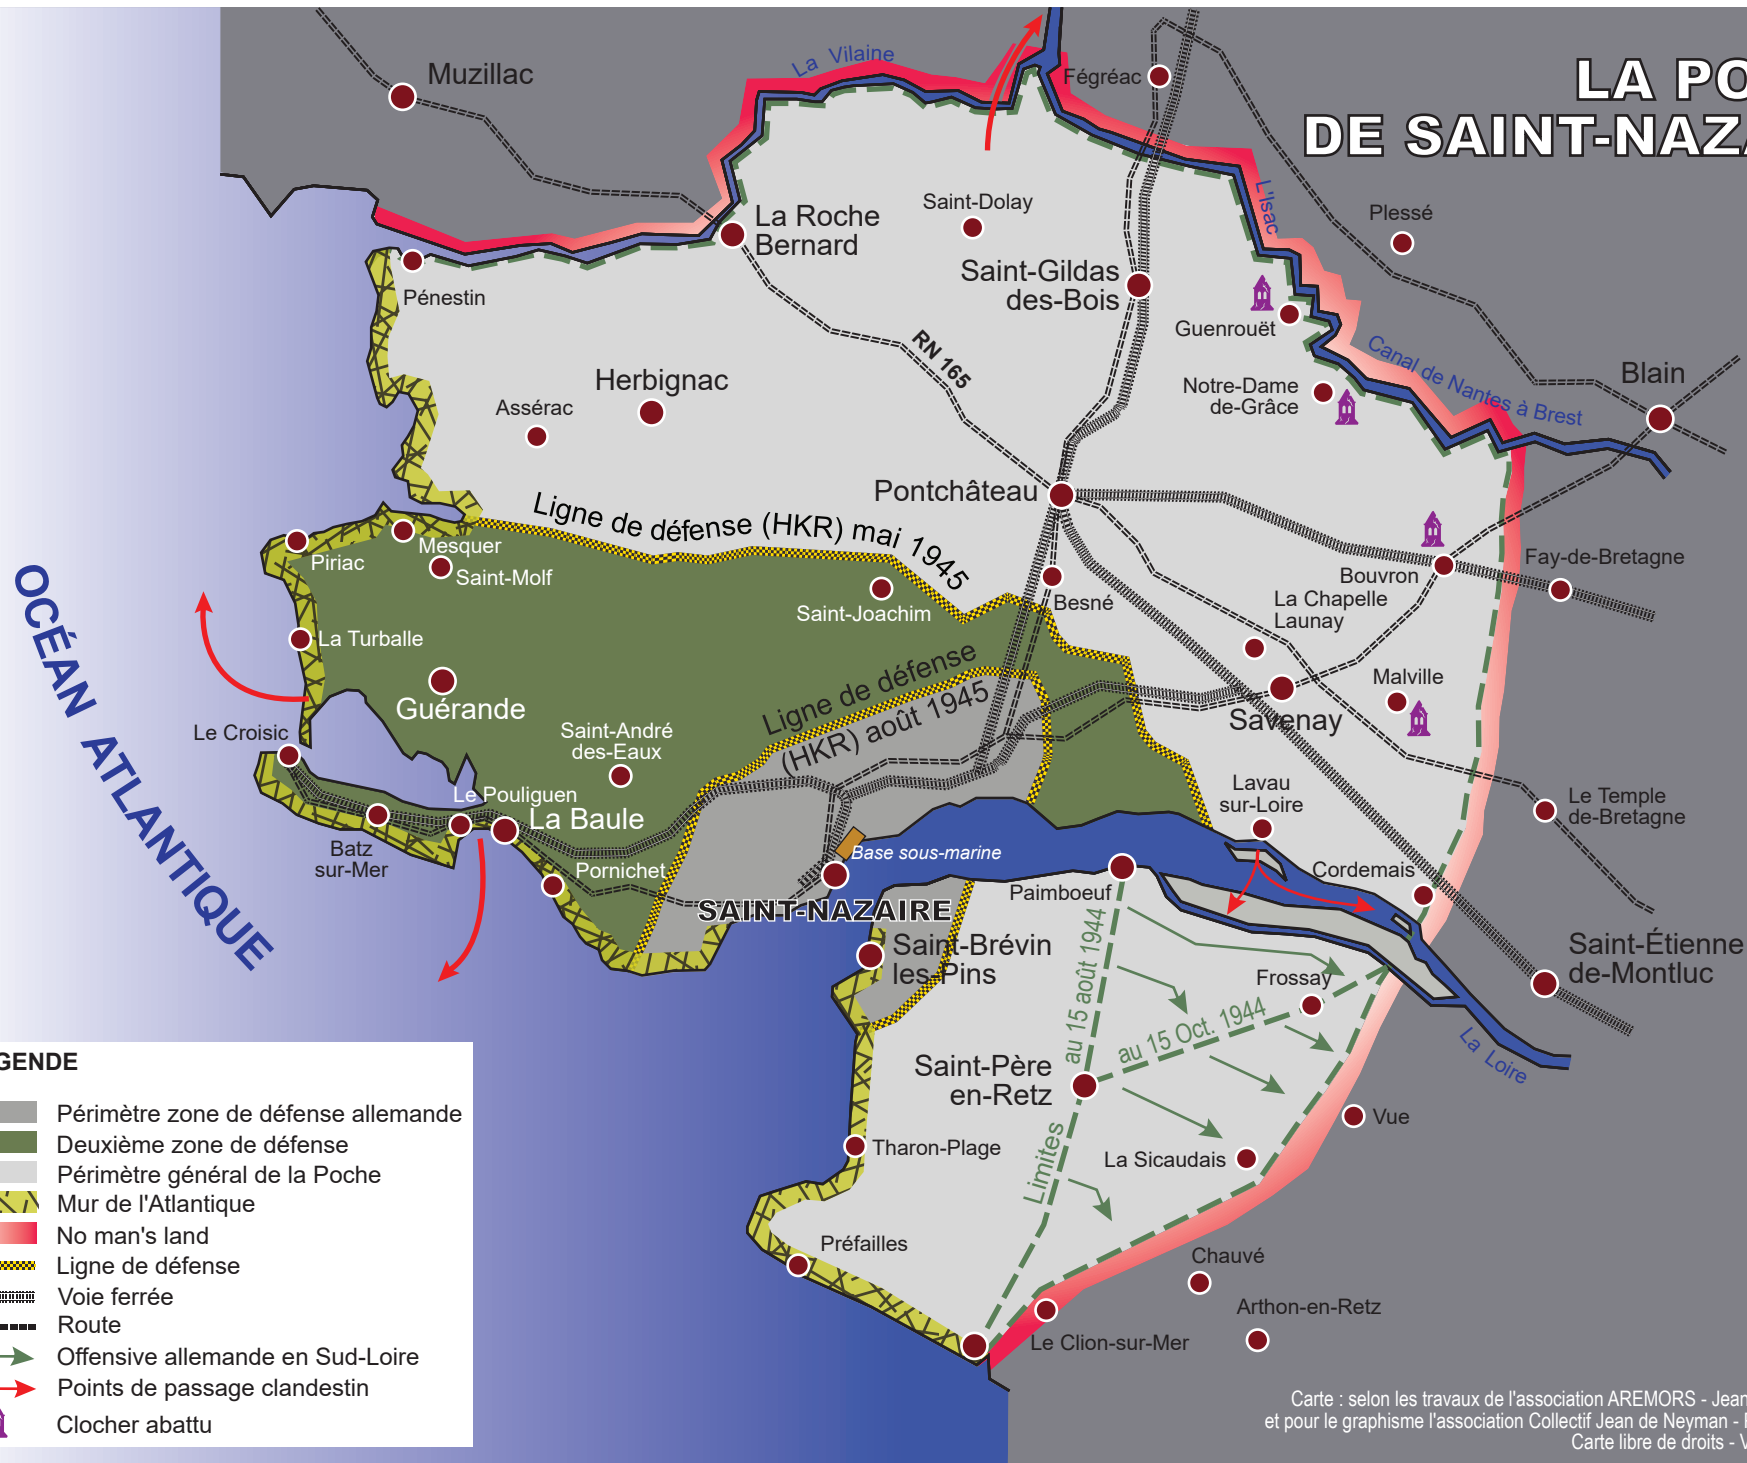 LA PO
DE SAINT-NAZA
Muzillac
La Vilaine
Fégréac
La Roche
Bernard
Saint-Dolay
Plessé
L'Isac
Saint-Gildas
des-Bois
Pénestin
Guenrouët
RN 165
Canal de Nantes à Brest
Blain
Herbignac
Assérac
Notre-Dame
de-Grâce
Pontchâteau
Ligne de défense (HKR) mai 1945
Mesquer
Piriac
Saint-Molf
Saint-Joachim
Besné
Bouvron
Fay-de-Bretagne
La Chapelle
Launay
OCÉAN ATLANTIQUE
La Turballe
Guérande
Ligne de défense
(HKR) août 1945
Malville
Savenay
Le Croisic
Saint-André
des-Eaux
Le Pouliguen
La Baule
Lavau
sur-Loire
Le Temple
de-Bretagne
Batz
sur-Mer
Pornichet
Base sous-marine
Cordemais
Paimboeuf
SAINT-NAZAIRE
Saint-Brévin
les-Pins
Saint-Étienne
de-Montluc
Frossay
Limites au 15 août 1944
au 15 Oct. 1944
La Loire
Saint-Père
en-Retz
Vue
Tharon-Plage
La Sicaudais
Préfailles
Chauvé
Arthon-en-Retz
Le Clion-sur-Mer
GENDE
Périmètre zone de défense allemande
Deuxième zone de défense
Périmètre général de la Poche
Mur de l'Atlantique
No man's land
Ligne de défense
Voie ferrée
Route
Offensive allemande en Sud-Loire
Points de passage clandestin
Clocher abattu
Carte : selon les travaux de l'association AREMORS - Jean
et pour le graphisme l'association Collectif Jean de Neyman -
Carte libre de droits - V